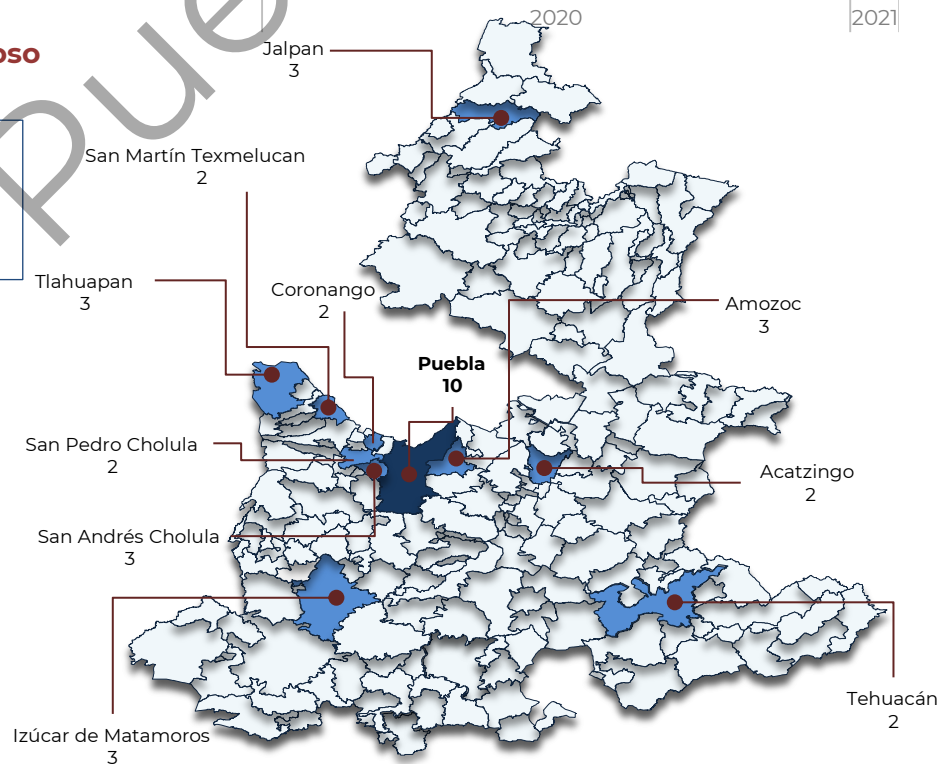 2020
2021
oso
Jalpan
3
Pue
San Martín Texmelucan
2
Tlahuapan
3
Coronango
2
Amozoc
3
Puebla
10
San Pedro Cholula
2
Acatzingo
2
San Andrés Cholula
3
Tehuacán
2
Izúcar de Matamoros
3